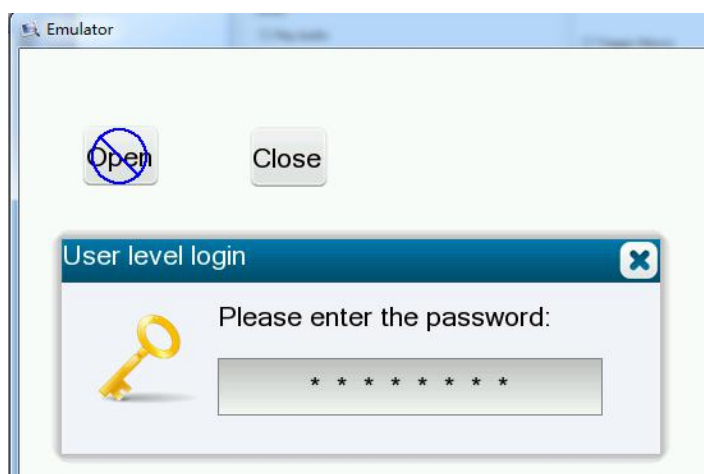 Emulator
Open
Close
User level login
Please enter the password:
* * * * * * * *